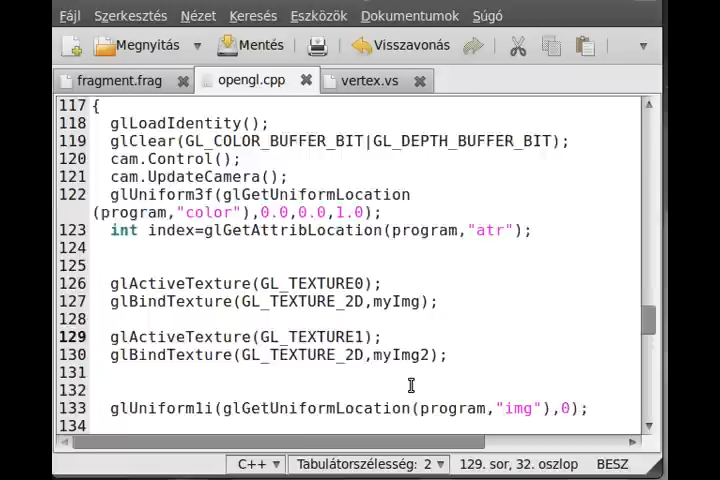 Fájl Szerkesztés Nézet Keresés Eszközök Dokumentumok Súgó
Megnyitás Mentés Visszavonás
fragment.frag opengl.cpp vertex.vs
117 {
118 glLoadIdentity();
119 glClear(GL_COLOR_BUFFER_BIT|GL_DEPTH_BUFFER_BIT);
120 cam.Control();
121 cam.UpdateCamera();
122 glUniform3f(glGetUniformLocation
(program,"color"),0.0,0.0,1.0);
123 int index=glGetAttribLocation(program,"atr");
124
125
126 glActiveTexture(GL_TEXTURE0);
127 glBindTexture(GL_TEXTURE_2D,myImg);
128
129 glActiveTexture(GL_TEXTURE1);
130 glBindTexture(GL_TEXTURE_2D,myImg2);
131
132
133 glUniform1i(glGetUniformLocation(program,"img"),0);
134
C++ Tabulátorszélesség: 2 129. sor, 32. oszlop BESZ